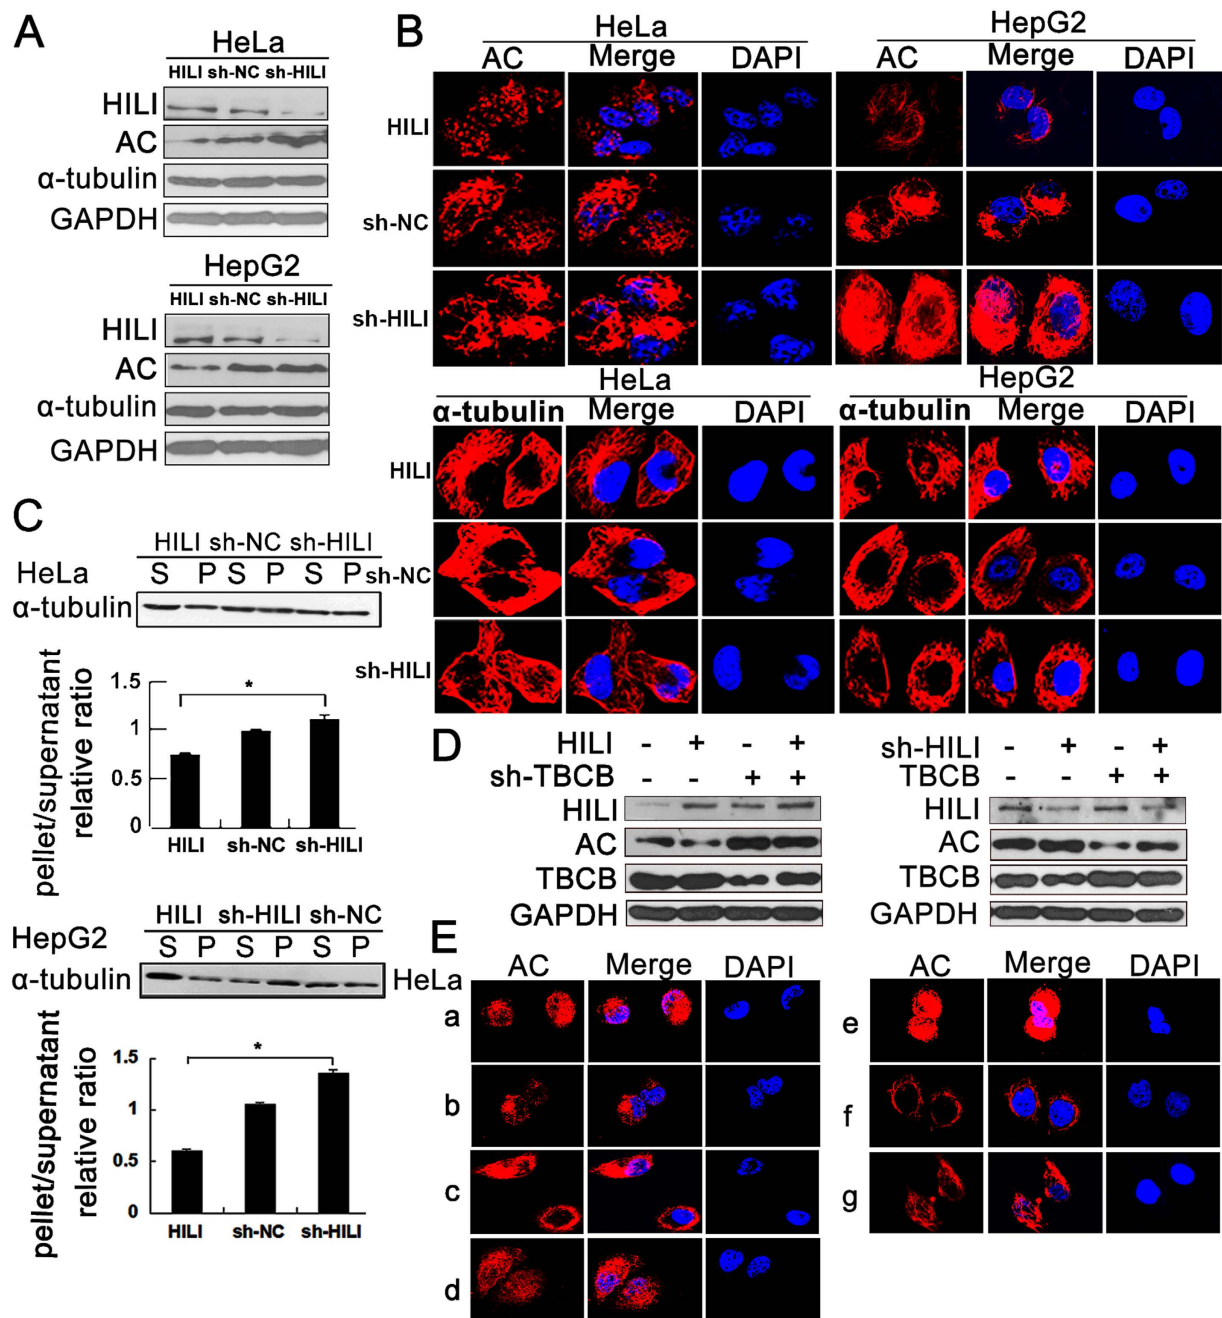 A
HeLa
HILI sh-NC sh-HILI
HILI
AC
α-tubulin
GAPDH
HepG2
HILI sh-NC sh-HILI
HILI
AC
α-tubulin
GAPDH
B
HeLa
AC Merge DAPI
HepG2
AC Merge DAPI
HILI
sh-NC
sh-HILI
HeLa
α-tubulin Merge DAPI
HepG2
α-tubulin Merge DAPI
HILI
sh-NC
sh-HILI
C
HILI sh-NC sh-HILI
HeLa S P S P S P
α-tubulin
pellet/supernatant
relative ratio
1.5
1
0.5
0
*
HILI sh-NC sh-HILI
HILI sh-HILI sh-NC
HepG2 S P S P S P
α-tubulin
pellet/supernatant
relative ratio
1.5
1
0.5
0
*
HILI sh-NC sh-HILI
D
HILI - + - +
sh-TBCB - - + +
HILI
AC
TBCB
GAPDH
sh-HILI - + - +
TBCB - - + +
HILI
AC
TBCB
GAPDH
E
HeLa
AC Merge DAPI
a
b
c
d
AC Merge DAPI
e
f
g